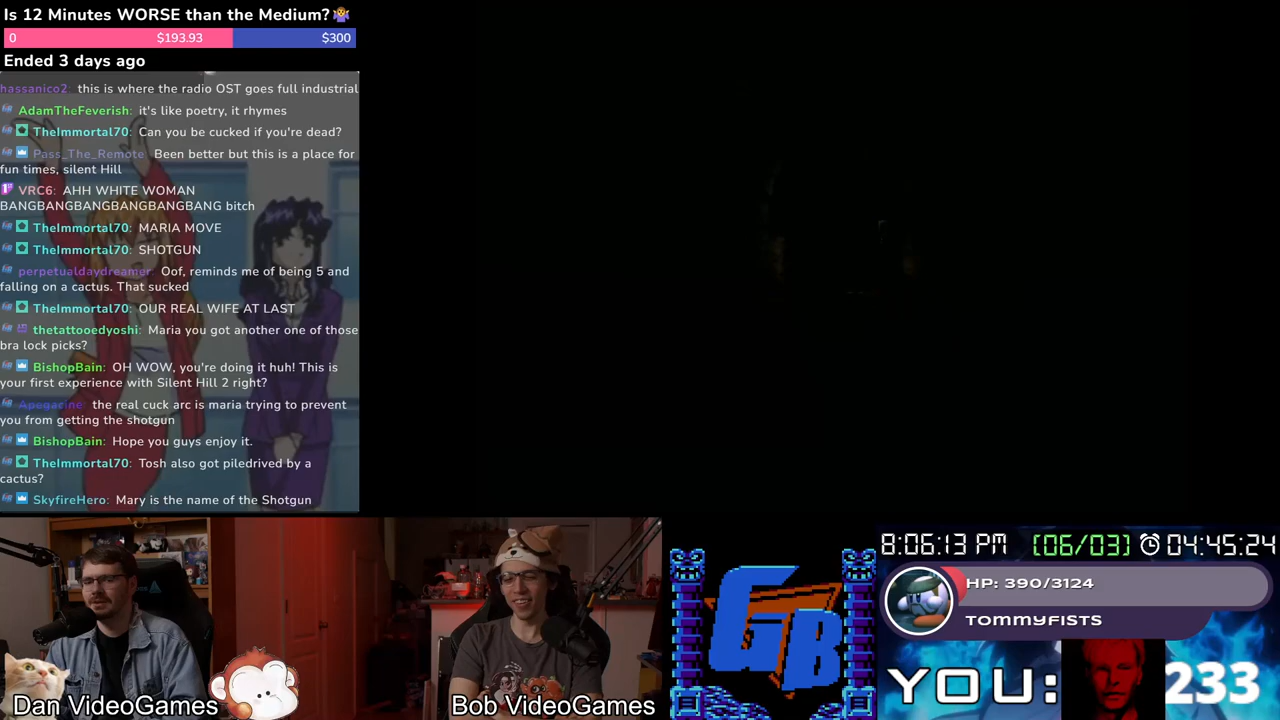 Is 12 Minutes WORSE than the Medium?🤷‍♀️
0 $193.93 $300
Ended 3 days ago
hassanico2: this is where the radio OST goes full industrial
AdamTheFeverish: it's like poetry, it rhymes
TheImmortal70: Can you be cucked if you're dead?
Pass_The_Remote: Been better but this is a place for
fun times, silent Hill
VRC6: AHH WHITE WOMAN
BANGBANGBANGBANGBANGBANG bitch
TheImmortal70: MARIA MOVE
TheImmortal70: SHOTGUN
perpetualdaydreamer: Oof, reminds me of being 5 and
falling on a cactus. That sucked
TheImmortal70: OUR REAL WIFE AT LAST
thetattooedyoshi: Maria you got another one of those
bra lock picks?
BishopBain: OH WOW, you're doing it huh! This is
your first experience with Silent Hill 2 right?
Apegacine: the real cuck arc is maria trying to prevent
you from getting the shotgun
BishopBain: Hope you guys enjoy it.
TheImmortal70: Tosh also got piledrived by a
cactus?
SkyfireHero: Mary is the name of the Shotgun
Dan VideoGames
Bob VideoGames
GB
8:06:13 PM [06/03] 04:45:24
HP: 390/3124
TOMMYFISTS
YOU: 233